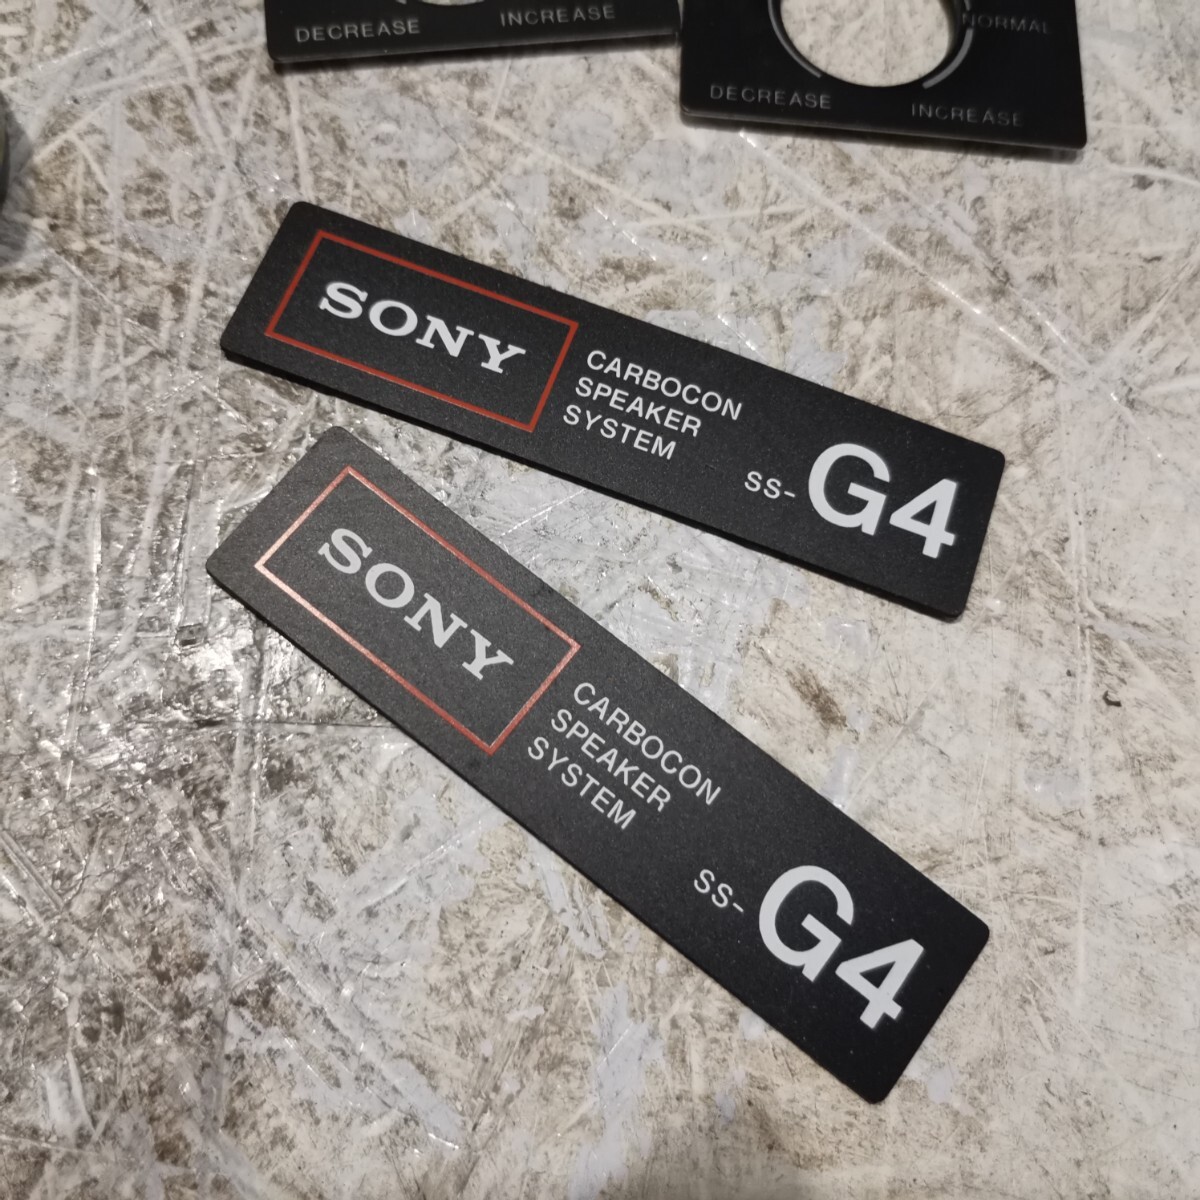 DECREASE INCREASE
NORMAL
DECREASE INCREASE
SONY
CARBOCON
SPEAKER
SYSTEM
SS-G4
SONY
CARBOCON
SPEAKER
SYSTEM
SS-G4